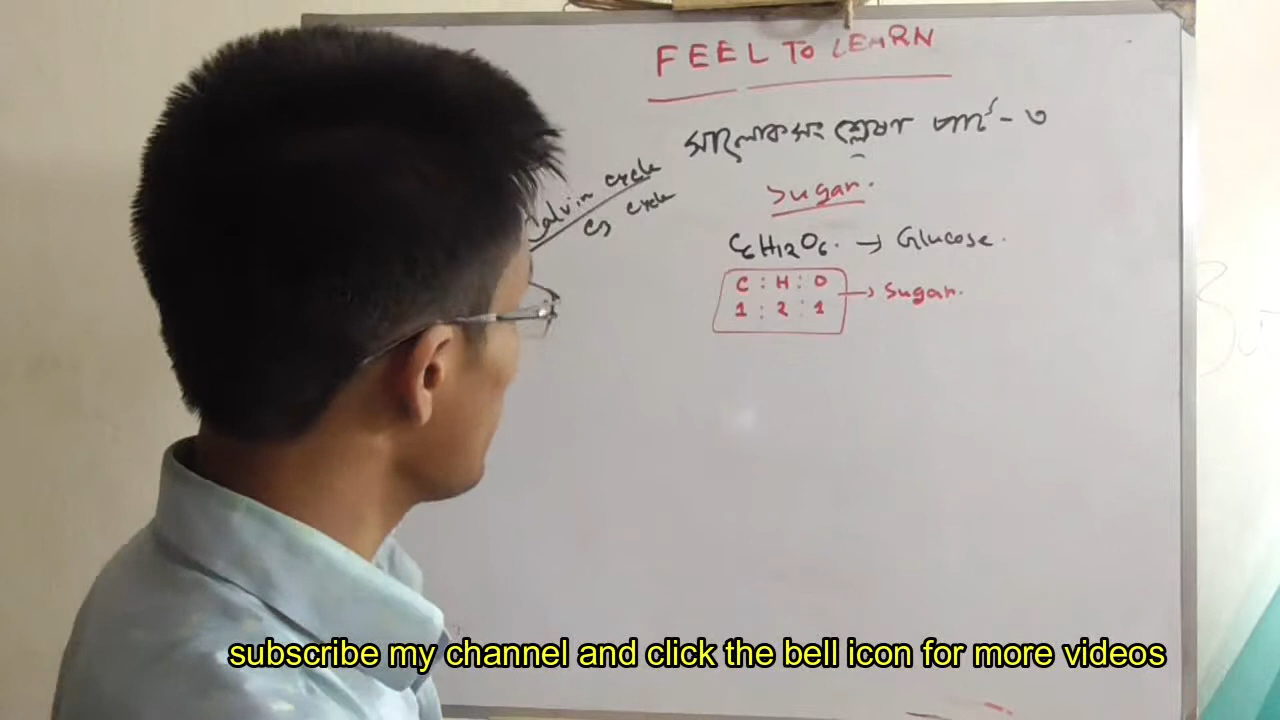 FEEL TO LEARN
সালোকসংশ্লেষণ পার্ট - ৩
Calvin cycle
C3 cycle
Sugar.
C6H12O6. → Glucose.
C : H : O
1 : 2 : 1
→ Sugar.
subscribe my channel and click the bell icon for more videos